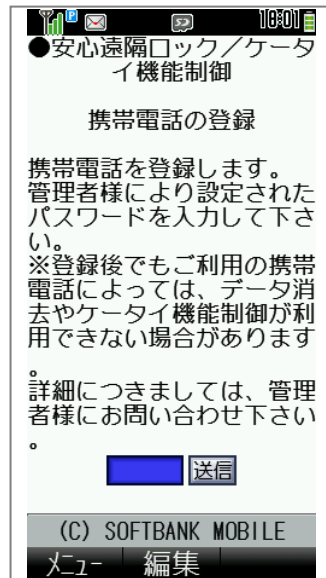 18:01
●安心遠隔ロック／ケータ
イ機能制御
携帯電話の登録
携帯電話を登録します。
管理者様により設定された
パスワードを入力して下さ
い。
※登録後でもご利用の携帯
電話によっては、データ消
去やケータイ機能制御が利
用できない場合があります
。
詳細につきましては、管理
者様にお問い合わせ下さい
。
送信
(C) SOFTBANK MOBILE
メニュー 編集